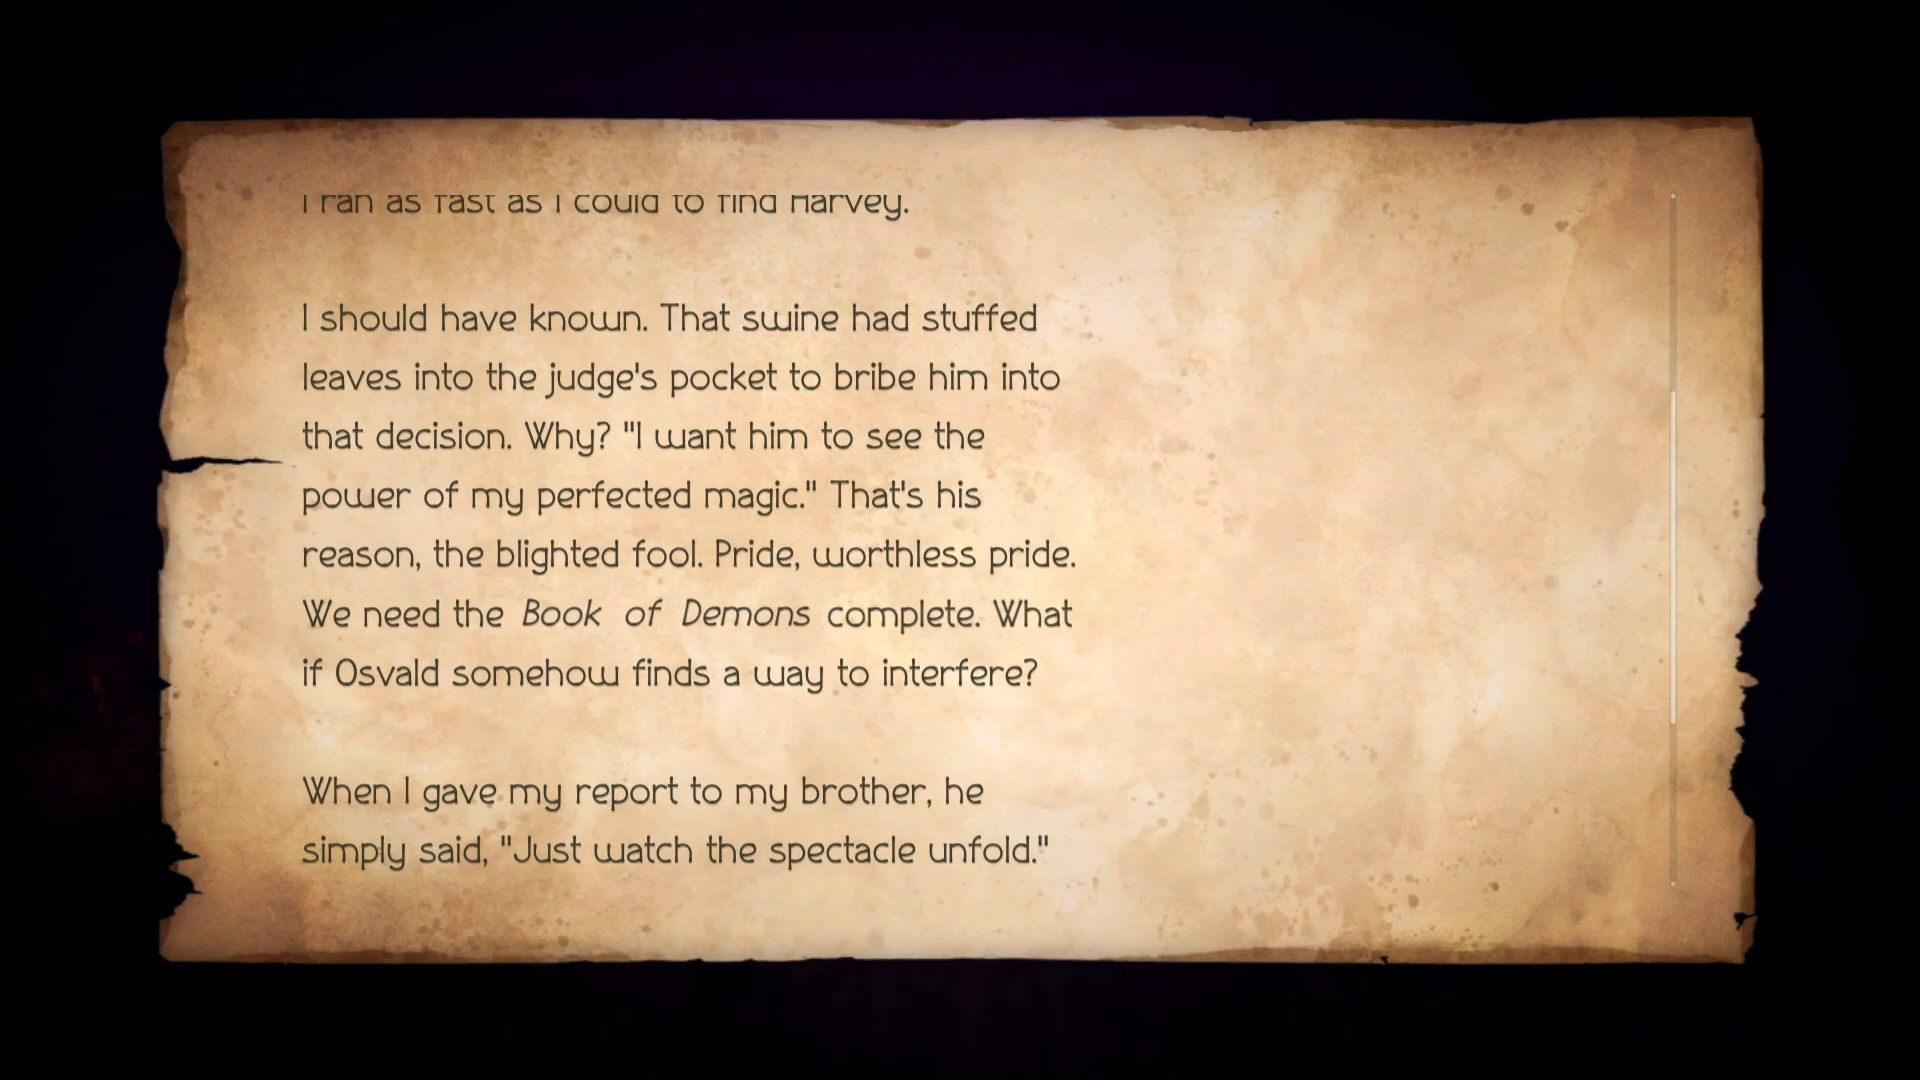 I ran as fast as I could to find Harvey.
I should have known. That swine had stuffed
leaves into the judge's pocket to bribe him into
that decision. Why? "I want him to see the
power of my perfected magic." That's his
reason, the blighted fool. Pride, worthless pride.
We need the Book of Demons complete. What
if Osvald somehow finds a way to interfere?
When I gave my report to my brother, he
simply said, "Just watch the spectacle unfold."